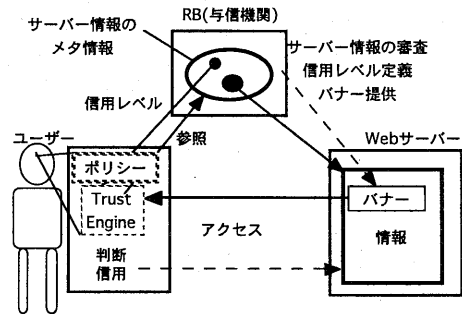 RB(与信機関)
サーバー情報の
メタ情報
サーバー情報の審査
信用レベル定義
バナー提供
信用レベル
参照
ユーザー
Webサーバー
ポリシー
Trust
Engine
バナー
情報
アクセス
判断
信用